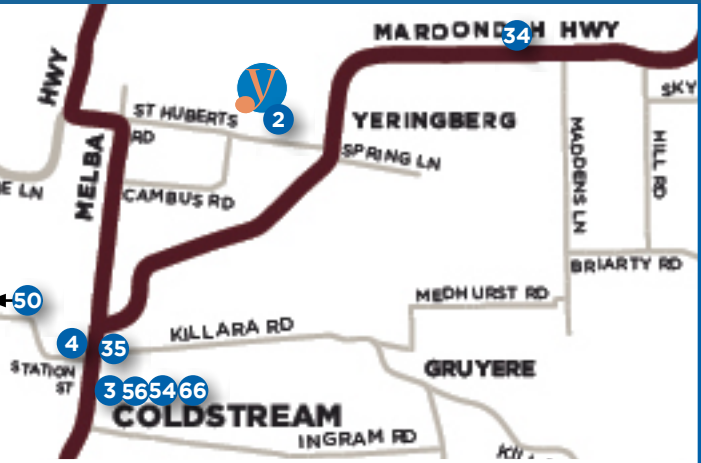 MAROONDAH HWY
34
HWY
y
2
SKY
ST HUBERTS
RD
YERINGBERG
SPRING LN
MADDENS LN
HILL RD
MELBA
E LN
CAMBUS RD
BRIARTY RD
50
MEDHURST RD
KILLARA RD
4
35
STATION
ST
GRUYERE
3 56 54 66
COLDSTREAM
INGRAM RD